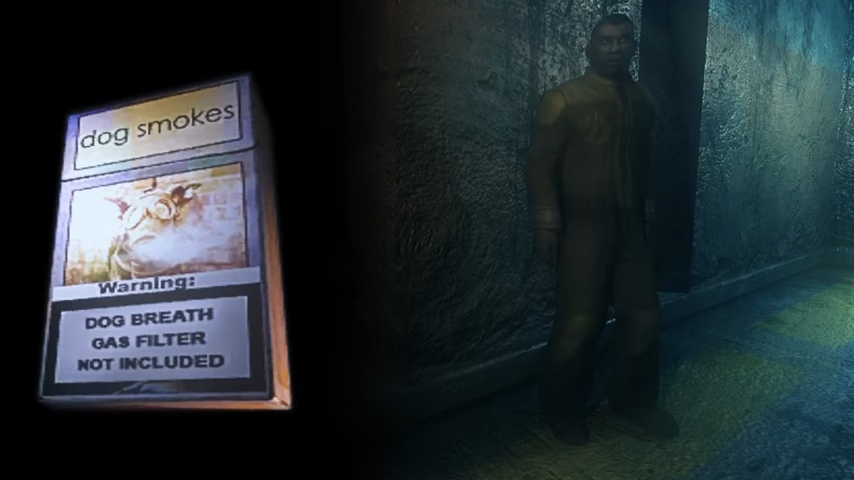 dog smokes
Warning:
DOG BREATH
GAS FILTER
NOT INCLUDED